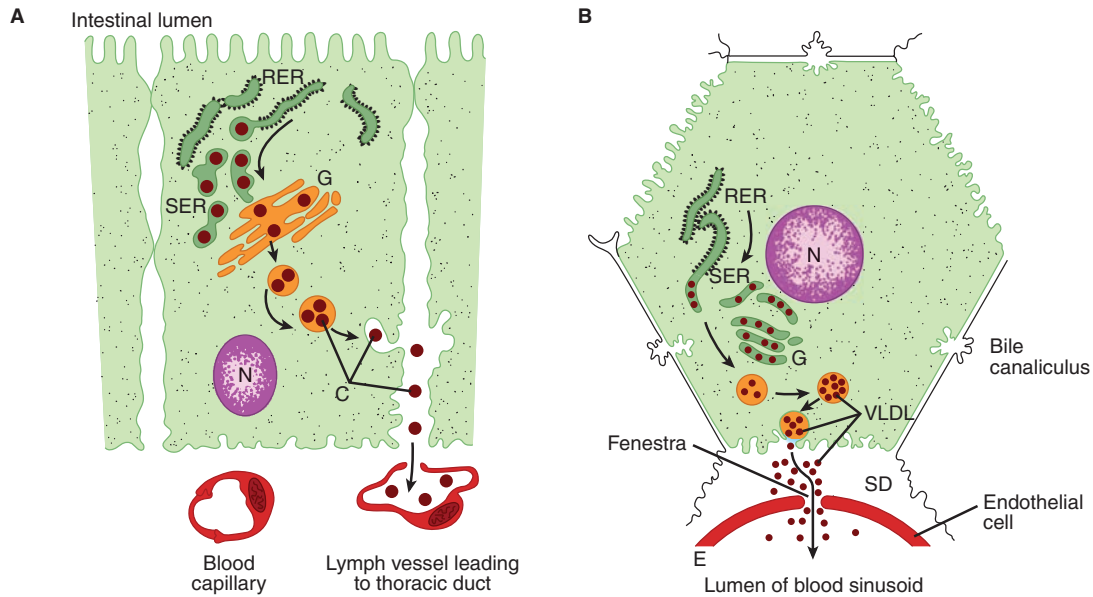 A
Intestinal lumen
RER
G
SER
N
C
Blood
capillary
Lymph vessel leading
to thoracic duct
B
RER
N
SER
G
Bile
canaliculus
VLDL
Fenestra
SD
Endothelial
cell
E
Lumen of blood sinusoid